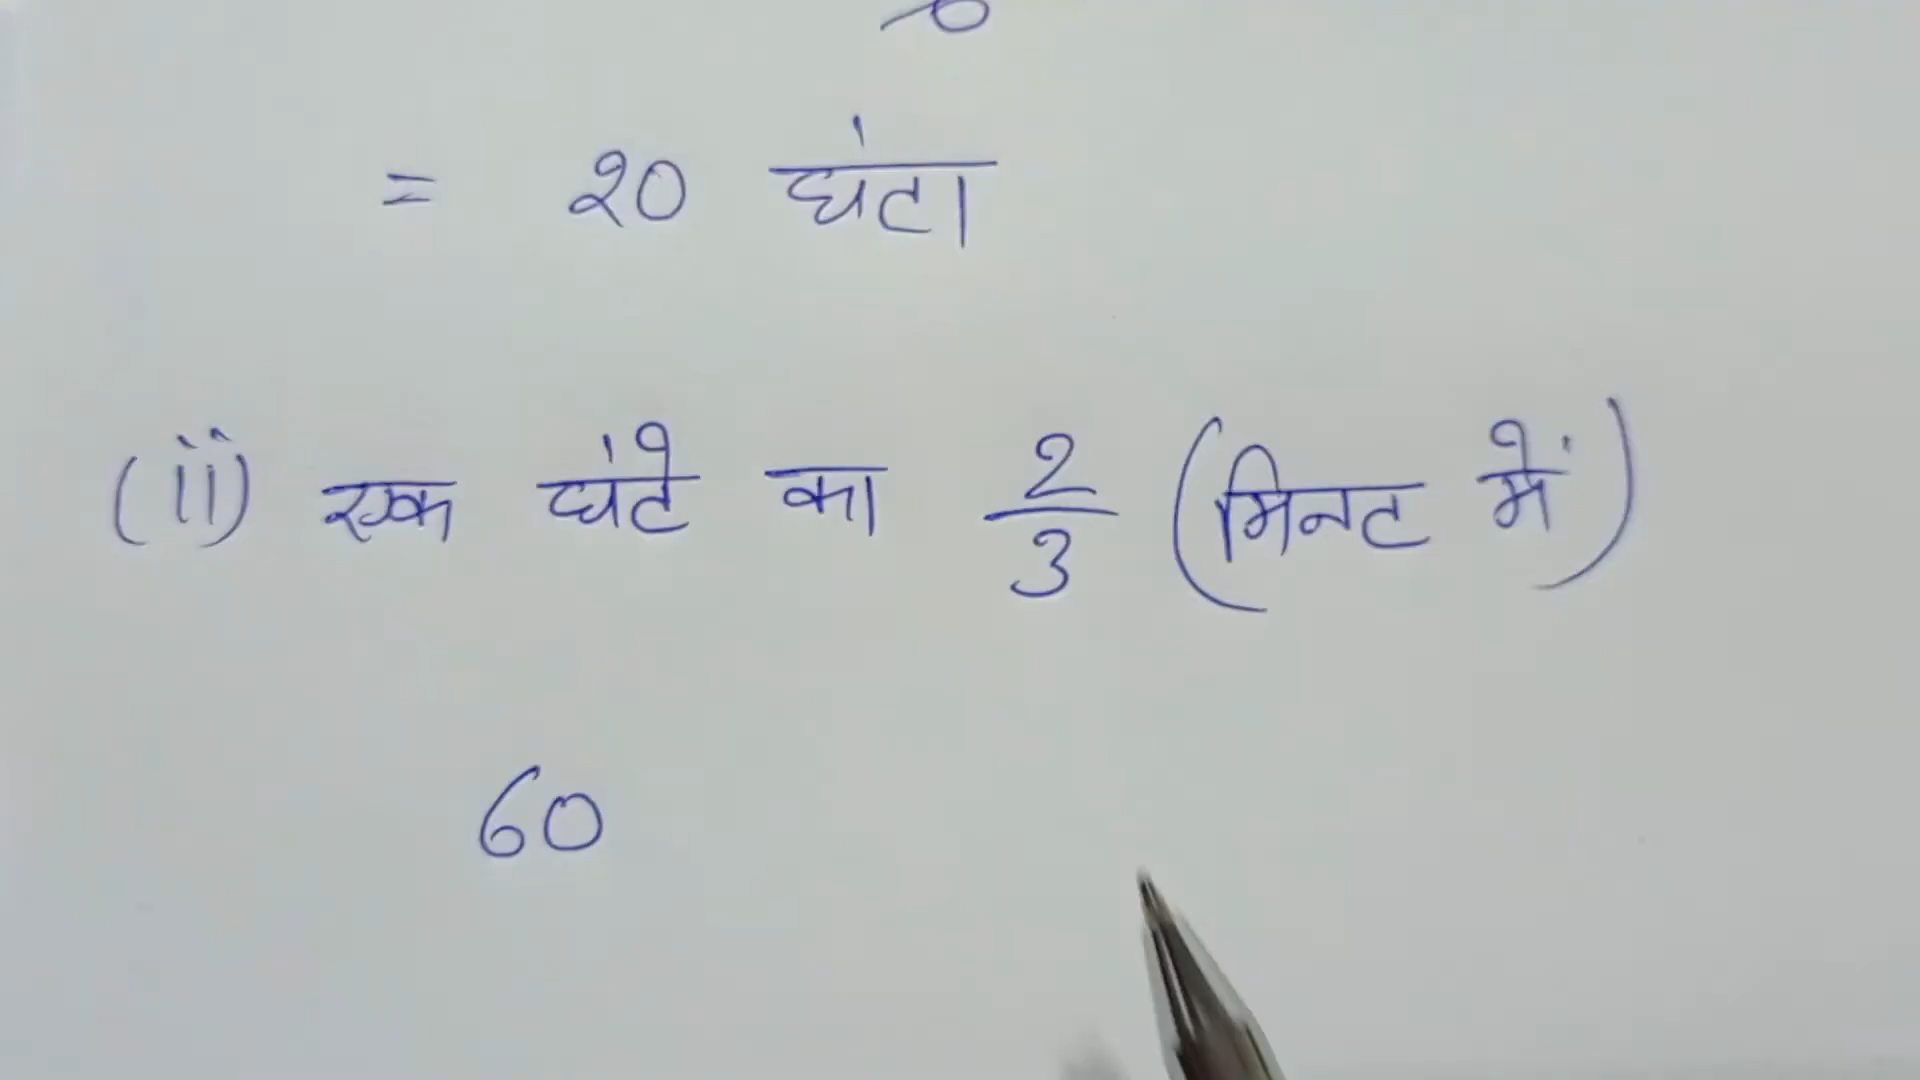 = 20 घंटा
(ii) एक घंटे का 2/3 (मिनट में)
60